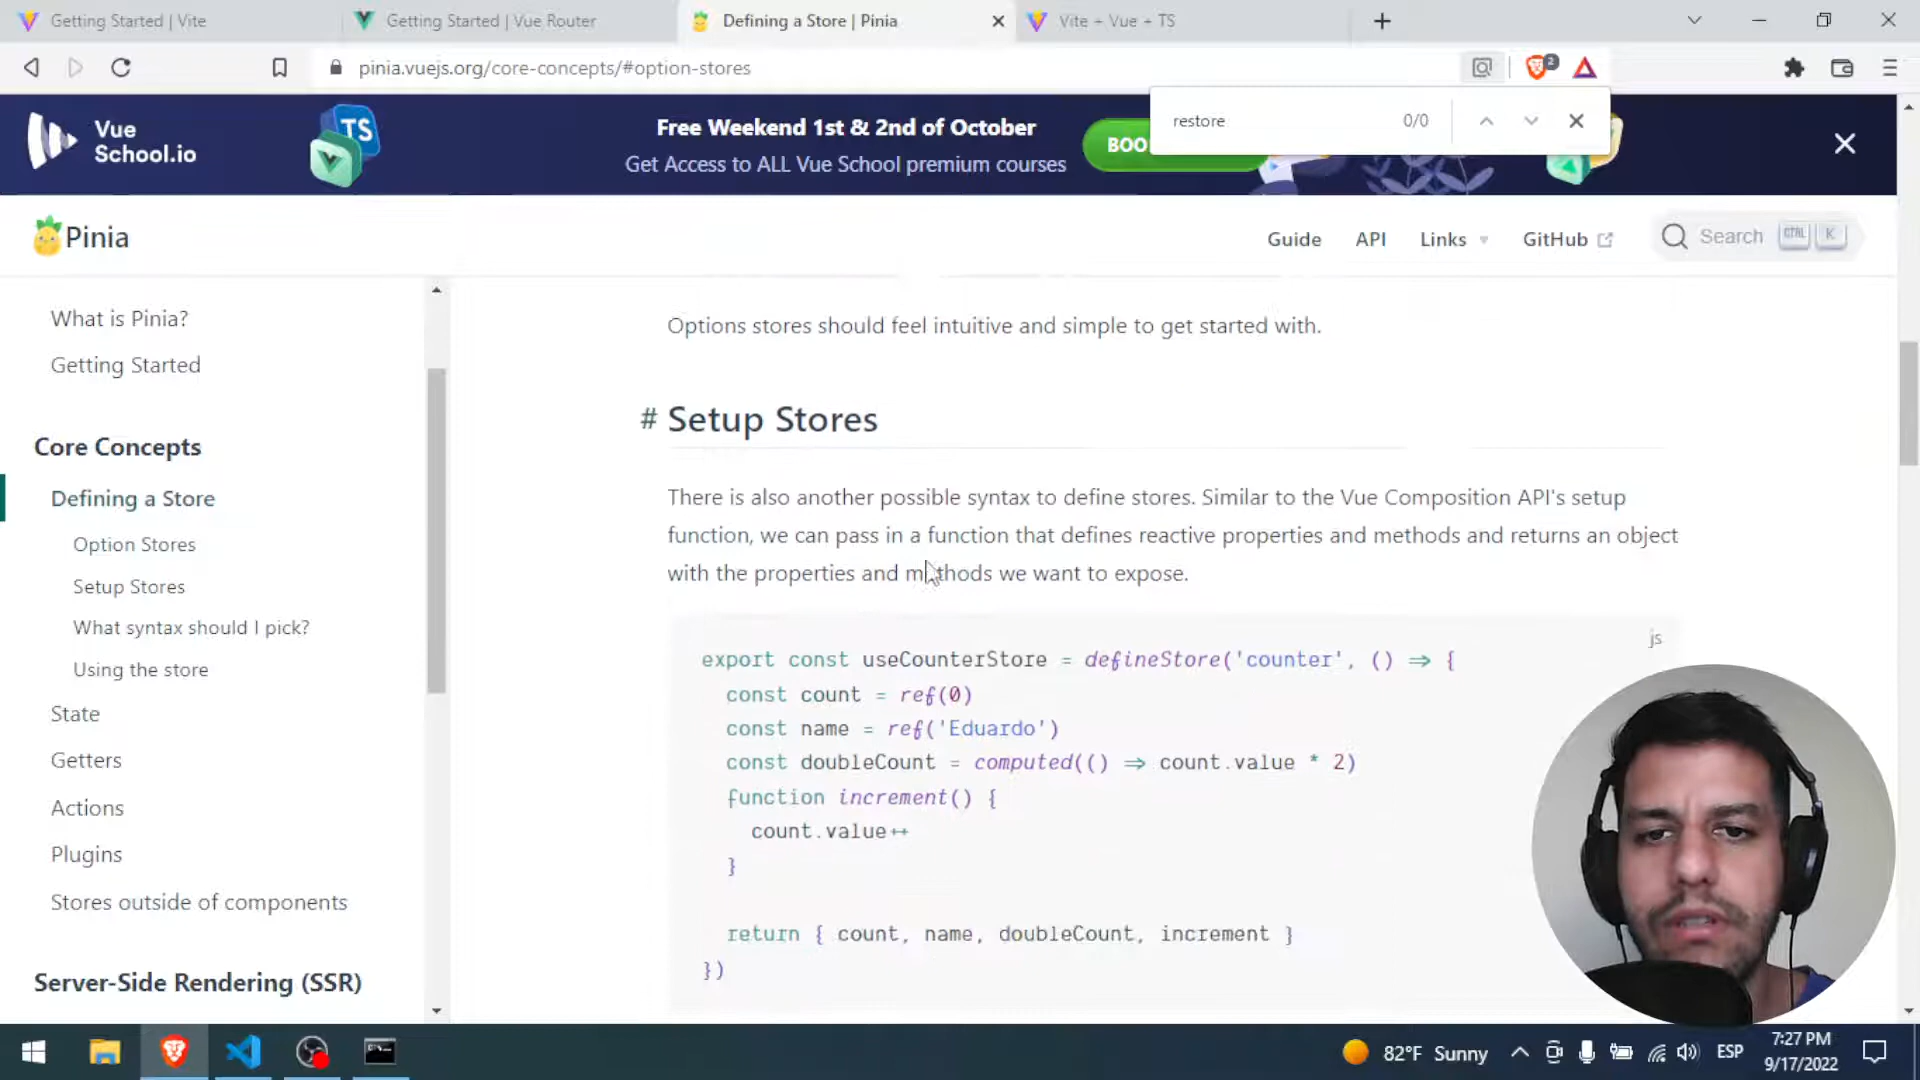 Getting Started | Vite
Getting Started | Vue Router
Defining a Store | Pinia
Vite + Vue + TS
pinia.vuejs.org/core-concepts/#option-stores
2
restore
0/0
Vue
School.io
TS
Free Weekend 1st & 2nd of October
Get Access to ALL Vue School premium courses
BOO
Pinia
Guide
API
Links
GitHub
Search
CTRL
K
What is Pinia?
Getting Started
Core Concepts
Defining a Store
Option Stores
Setup Stores
What syntax should I pick?
Using the store
State
Getters
Actions
Plugins
Stores outside of components
Server-Side Rendering (SSR)
Options stores should feel intuitive and simple to get started with.
# Setup Stores
There is also another possible syntax to define stores. Similar to the Vue Composition API's setup
function, we can pass in a function that defines reactive properties and methods and returns an object
with the properties and methods we want to expose.
js
export const useCounterStore = defineStore('counter', () => {
const count = ref(0)
const name = ref('Eduardo')
const doubleCount = computed(() => count.value * 2)
function increment() {
count.value++
}
return { count, name, doubleCount, increment }
})
82°F Sunny
ESP
7:27 PM
9/17/2022